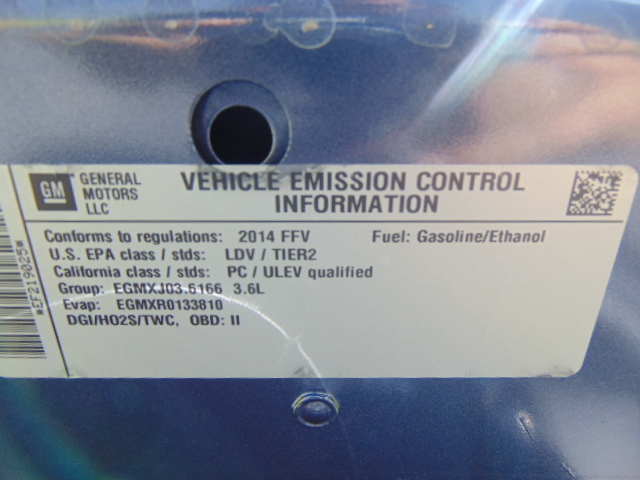 GM
GENERAL MOTORS LLC
VEHICLE EMISSION CONTROL
INFORMATION
Conforms to regulations: 2014 FFV Fuel: Gasoline/Ethanol
U.S. EPA class / stds: LDV / TIER2
California class / stds: PC / ULEV qualified
Group: EGMXJ03.6166 3.6L
Evap: EGMXR0133810
DGI/HO2S/TWC, OBD: II
*EF219025*